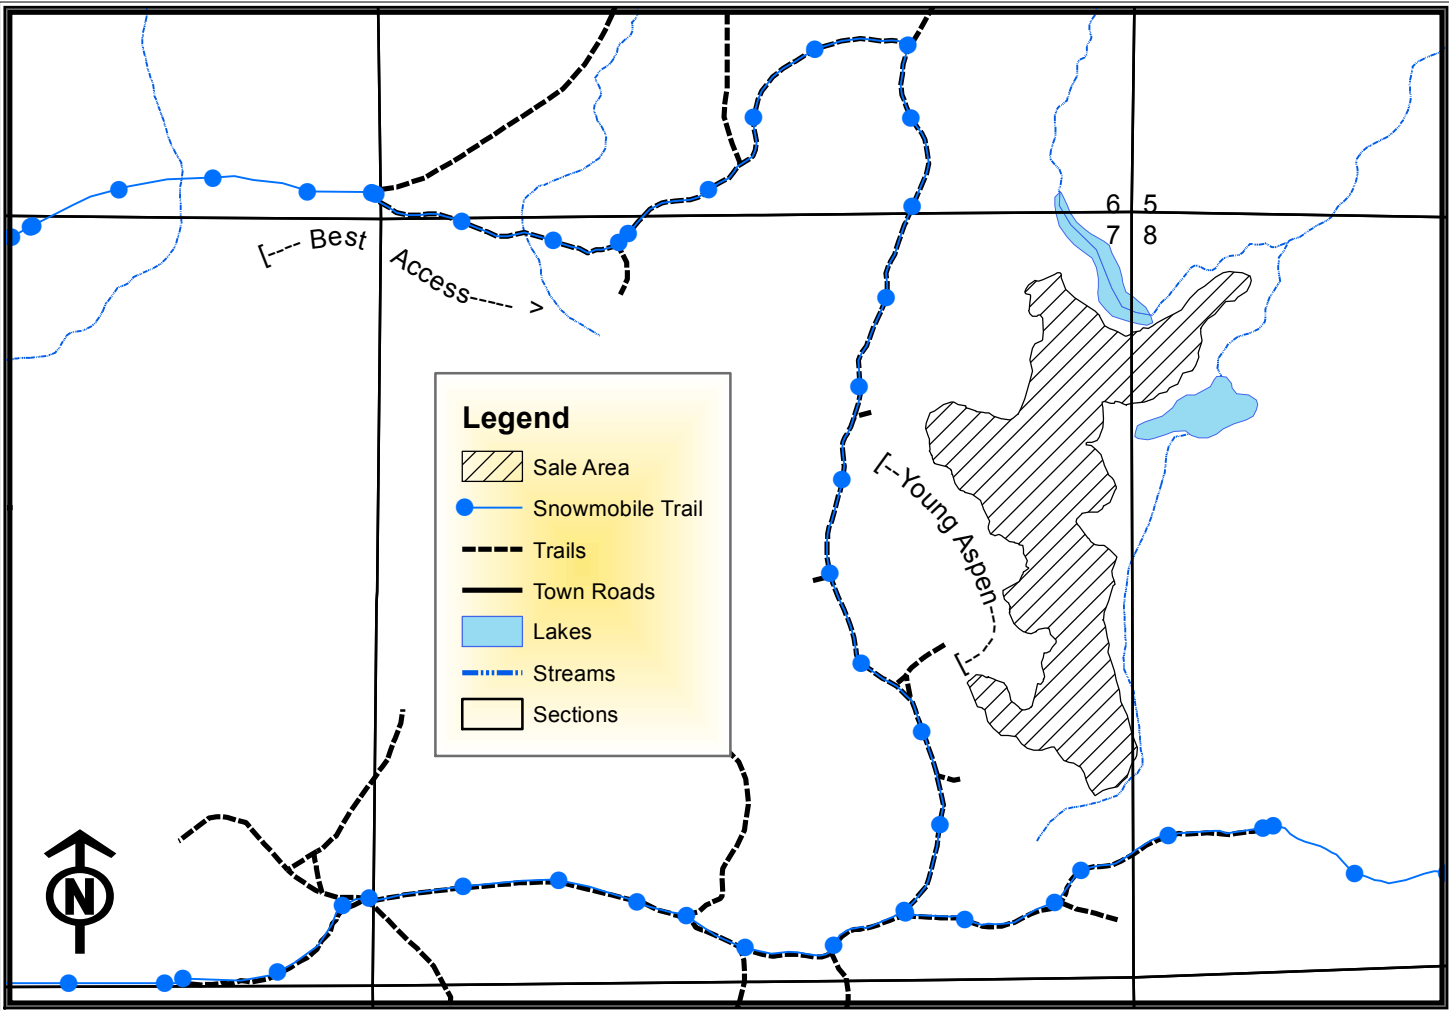 6 5
7 8
[---- Best Access------ >
Legend
Sale Area
Snowmobile Trail
Trails
Town Roads
Lakes
Streams
Sections
[--Young Aspen----]
N